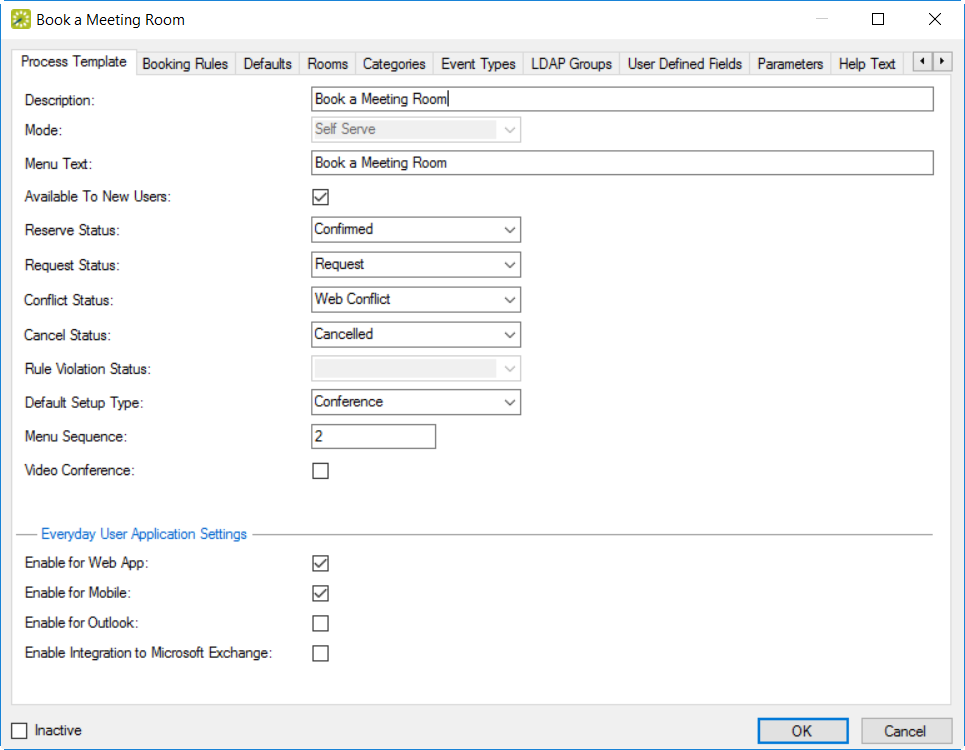 Book a Meeting Room
Process Template Booking Rules Defaults Rooms Categories Event Types LDAP Groups User Defined Fields Parameters Help Text
Description: Book a Meeting Room
Mode: Self Serve
Menu Text: Book a Meeting Room
Available To New Users:
Reserve Status: Confirmed
Request Status: Request
Conflict Status: Web Conflict
Cancel Status: Cancelled
Rule Violation Status:
Default Setup Type: Conference
Menu Sequence: 2
Video Conference:
Everyday User Application Settings
Enable for Web App:
Enable for Mobile:
Enable for Outlook:
Enable Integration to Microsoft Exchange:
Inactive OK Cancel